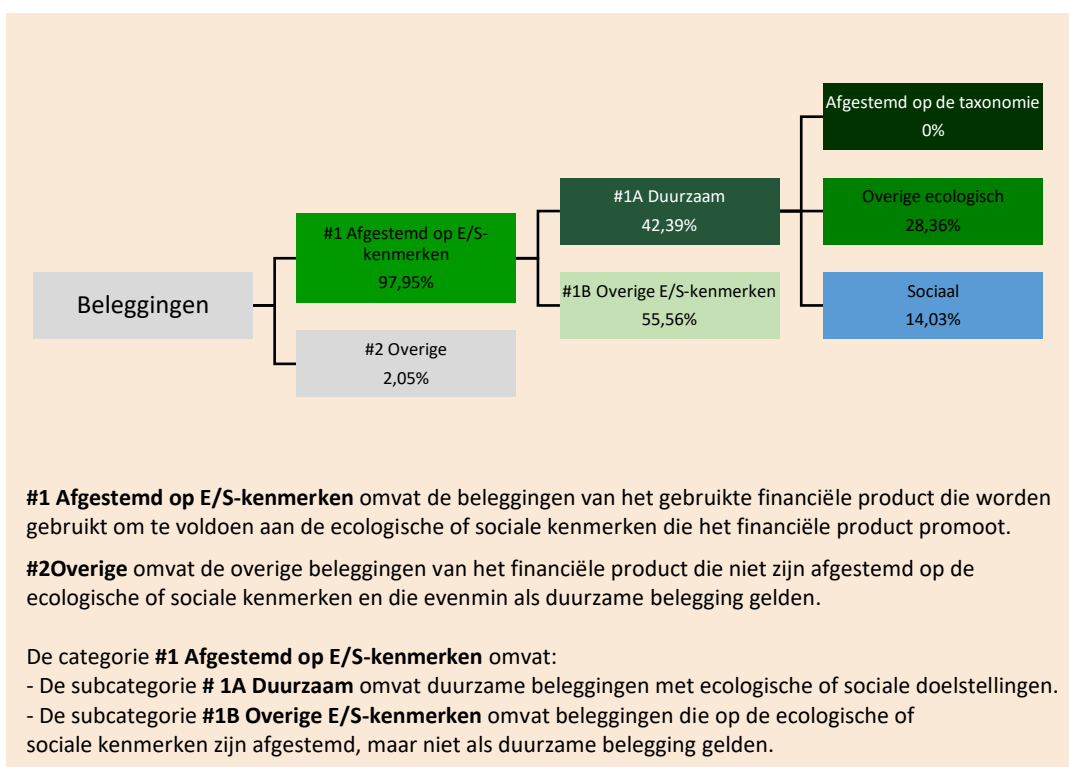 Afgestemd op de taxonomie
0%
#1A Duurzaam
42,39%
Overige ecologisch
28,36%
#1 Afgestemd op E/S-
kenmerken
97,95%
Beleggingen
#1B Overige E/S-kenmerken
55,56%
Sociaal
14,03%
#2 Overige
2,05%
#1 Afgestemd op E/S-kenmerken omvat de beleggingen van het gebruikte financiële product die worden
gebruikt om te voldoen aan de ecologische of sociale kenmerken die het financiële product promoot.
#2Overige omvat de overige beleggingen van het financiële product die niet zijn afgestemd op de
ecologische of sociale kenmerken en die evenmin als duurzame belegging gelden.
De categorie #1 Afgestemd op E/S-kenmerken omvat:
- De subcategorie # 1A Duurzaam omvat duurzame beleggingen met ecologische of sociale doelstellingen.
- De subcategorie #1B Overige E/S-kenmerken omvat beleggingen die op de ecologische of
sociale kenmerken zijn afgestemd, maar niet als duurzame belegging gelden.